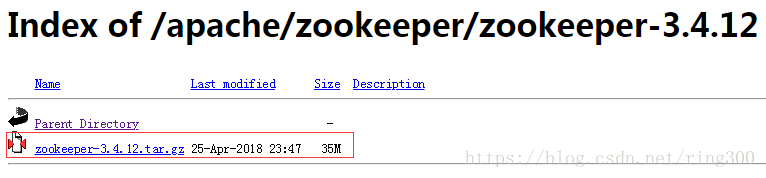 Index of /apache/zookeeper/zookeeper-3.4.12
Name Last modified Size Description
Parent Directory -
zookeeper-3.4.12.tar.gz 25-Apr-2018 23:47 35M
https://blog.csdn.net/ring300